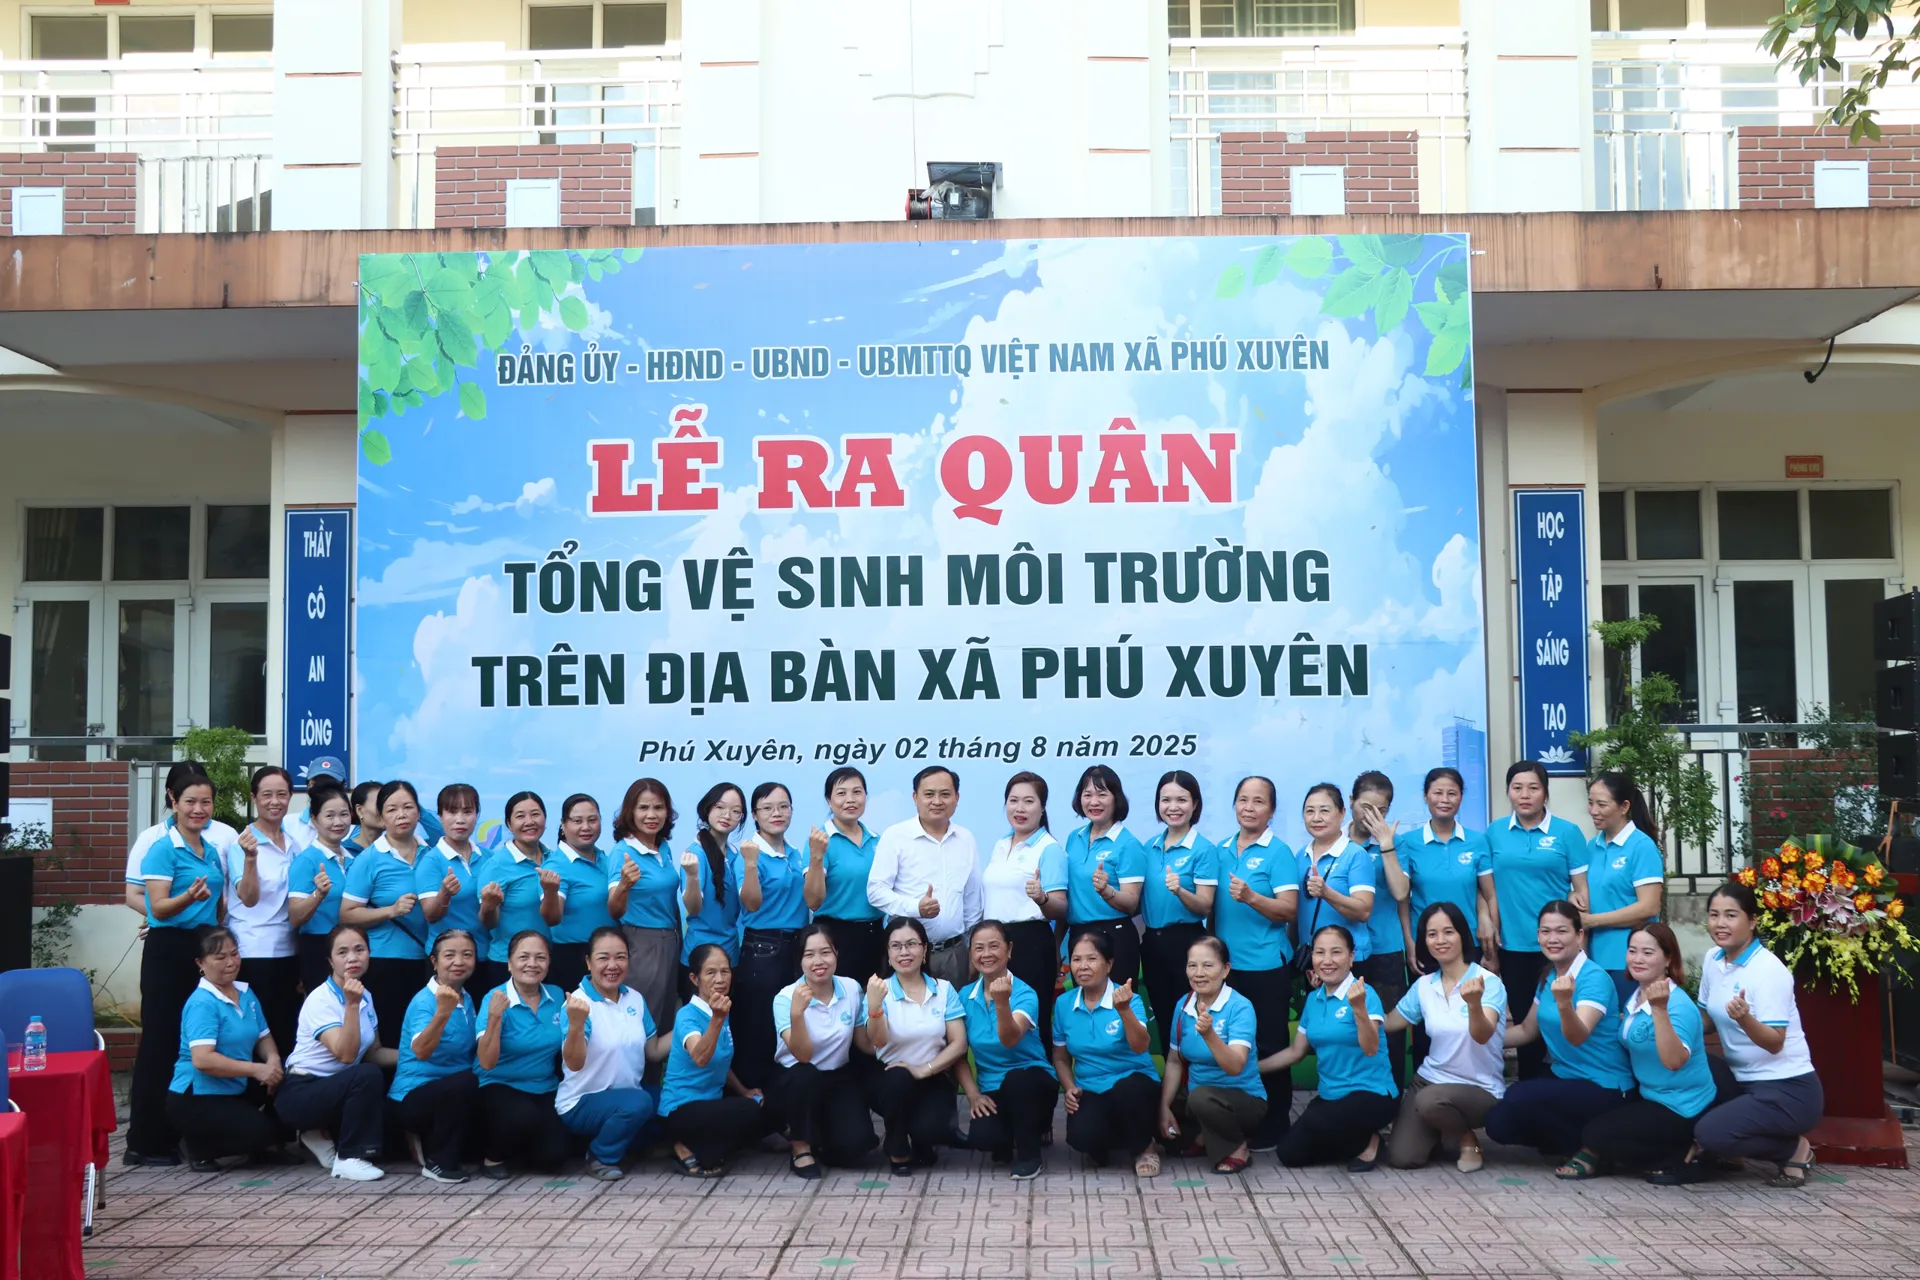 ĐẢNG ỦY - HĐND - UBND - UBMTTQ VIỆT NAM XÃ PHÚ XUYÊN
LỄ RA QUÂN
TỔNG VỆ SINH MÔI TRƯỜNG
TRÊN ĐỊA BÀN XÃ PHÚ XUYÊN
Phú Xuyên, ngày 02 tháng 8 năm 2025
THẦY
CÔ
AN
LÒNG
HỌC
TẬP
SÁNG
TẠO